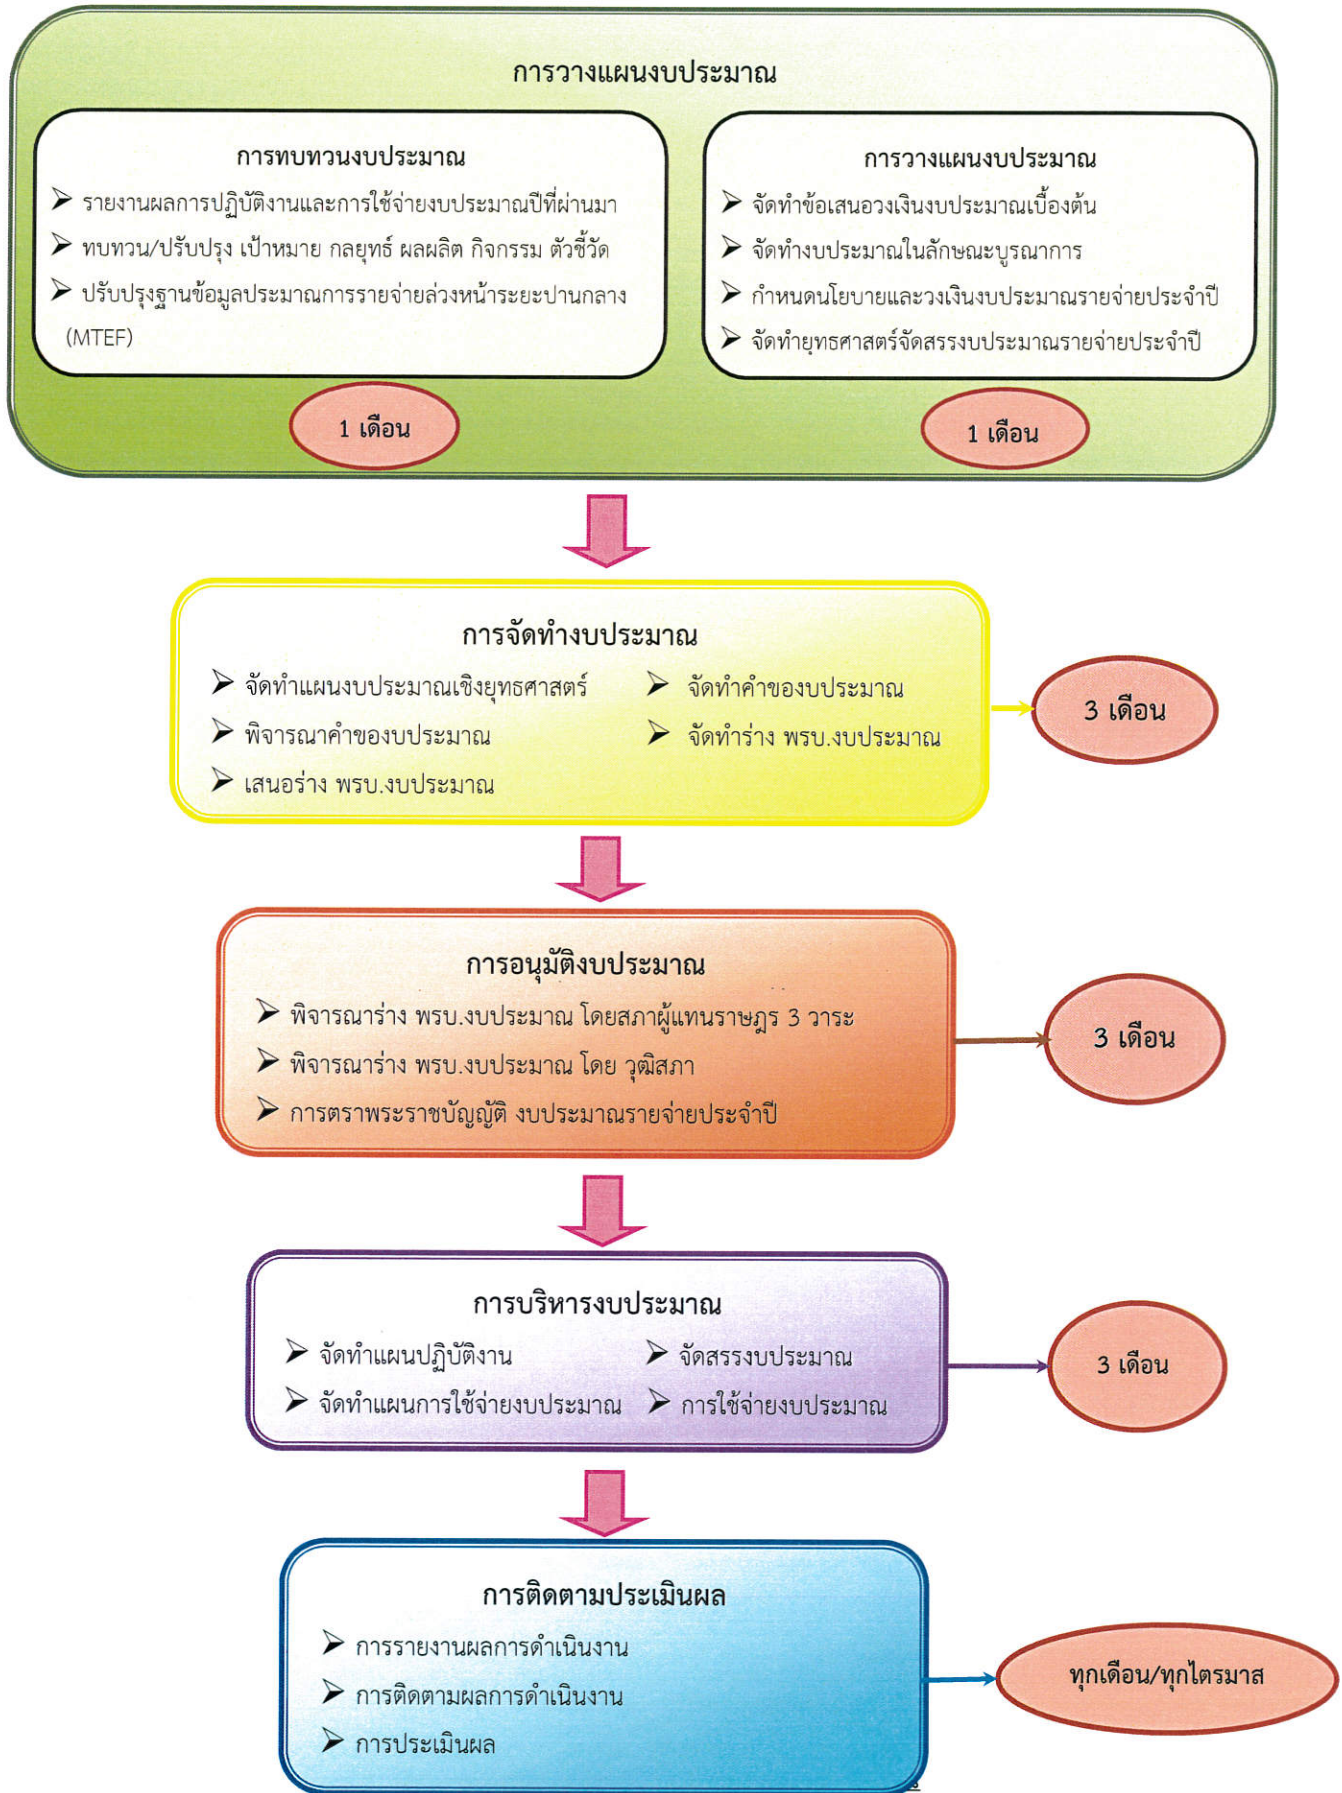 การวางแผนงบประมาณ
การทบทวนงบประมาณ
➢ รายงานผลการปฏิบัติงานและการใช้จ่ายงบประมาณปีที่ผ่านมา
➢ ทบทวน/ปรับปรุง เป้าหมาย กลยุทธ์ ผลผลิต กิจกรรม ตัวชี้วัด
➢ ปรับปรุงฐานข้อมูลประมาณการรายจ่ายล่วงหน้าระยะปานกลาง
(MTEF)
1 เดือน
การวางแผนงบประมาณ
➢ จัดทำข้อเสนอวงเงินงบประมาณเบื้องต้น
➢ จัดทำงบประมาณในลักษณะบูรณาการ
➢ กำหนดนโยบายและวงเงินงบประมาณรายจ่ายประจำปี
➢ จัดทำยุทธศาสตร์จัดสรรงบประมาณรายจ่ายประจำปี
1 เดือน
การจัดทำงบประมาณ
➢ จัดทำแผนงบประมาณเชิงยุทธศาสตร์ ➢ จัดทำคำของบประมาณ
➢ พิจารณาคำของบประมาณ ➢ จัดทำร่าง พรบ.งบประมาณ
➢ เสนอร่าง พรบ.งบประมาณ
3 เดือน
การอนุมัติงบประมาณ
➢ พิจารณาร่าง พรบ.งบประมาณ โดยสภาผู้แทนราษฎร 3 วาระ
➢ พิจารณาร่าง พรบ.งบประมาณ โดย วุฒิสภา
➢ การตราพระราชบัญญัติ งบประมาณรายจ่ายประจำปี
3 เดือน
การบริหารงบประมาณ
➢ จัดทำแผนปฏิบัติงาน ➢ จัดสรรงบประมาณ
➢ จัดทำแผนการใช้จ่ายงบประมาณ ➢ การใช้จ่ายงบประมาณ
3 เดือน
การติดตามประเมินผล
➢ การรายงานผลการดำเนินงาน
➢ การติดตามผลการดำเนินงาน
➢ การประเมินผล
ทุกเดือน/ทุกไตรมาส